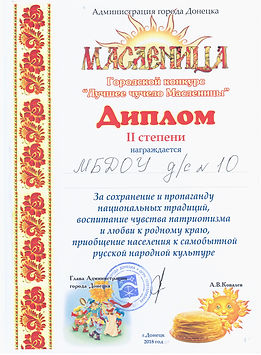 Администрация города Донецка
МАСЛЕНИЦА
Городской конкурс
"Лучшее чучело Масленицы"
Диплом
II степени
награждается
МБДОУ д/с №10
За сохранение и пропаганду
национальных традиций,
воспитание чувства патриотизма
и любви к родному краю,
приобщение населения к самобытной
русской народной культуре
Глава Администрации
города Донецка
А.В.Ковалев
г.Донецк
2018 год